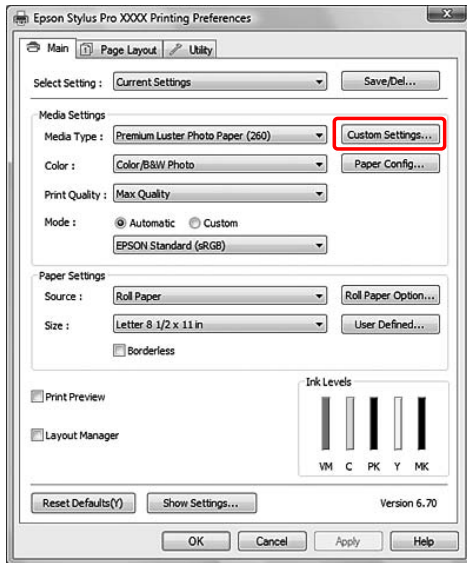 Epson Stylus Pro XXXX Printing Preferences
Main Page Layout Utility
Select Setting : Current Settings Save/Del...
Media Settings
Media Type : Premium Luster Photo Paper (260) Custom Settings...
Color : Color/B&W Photo Paper Config...
Print Quality : Max Quality
Mode : Automatic Custom
EPSON Standard (sRGB)
Paper Settings
Source : Roll Paper Roll Paper Option...
Size : Letter 8 1/2 x 11 in User Defined...
Borderless
Print Preview
Layout Manager
Ink Levels
VM C PK Y MK
Reset Defaults(Y) Show Settings... Version 6.70
OK Cancel Apply Help